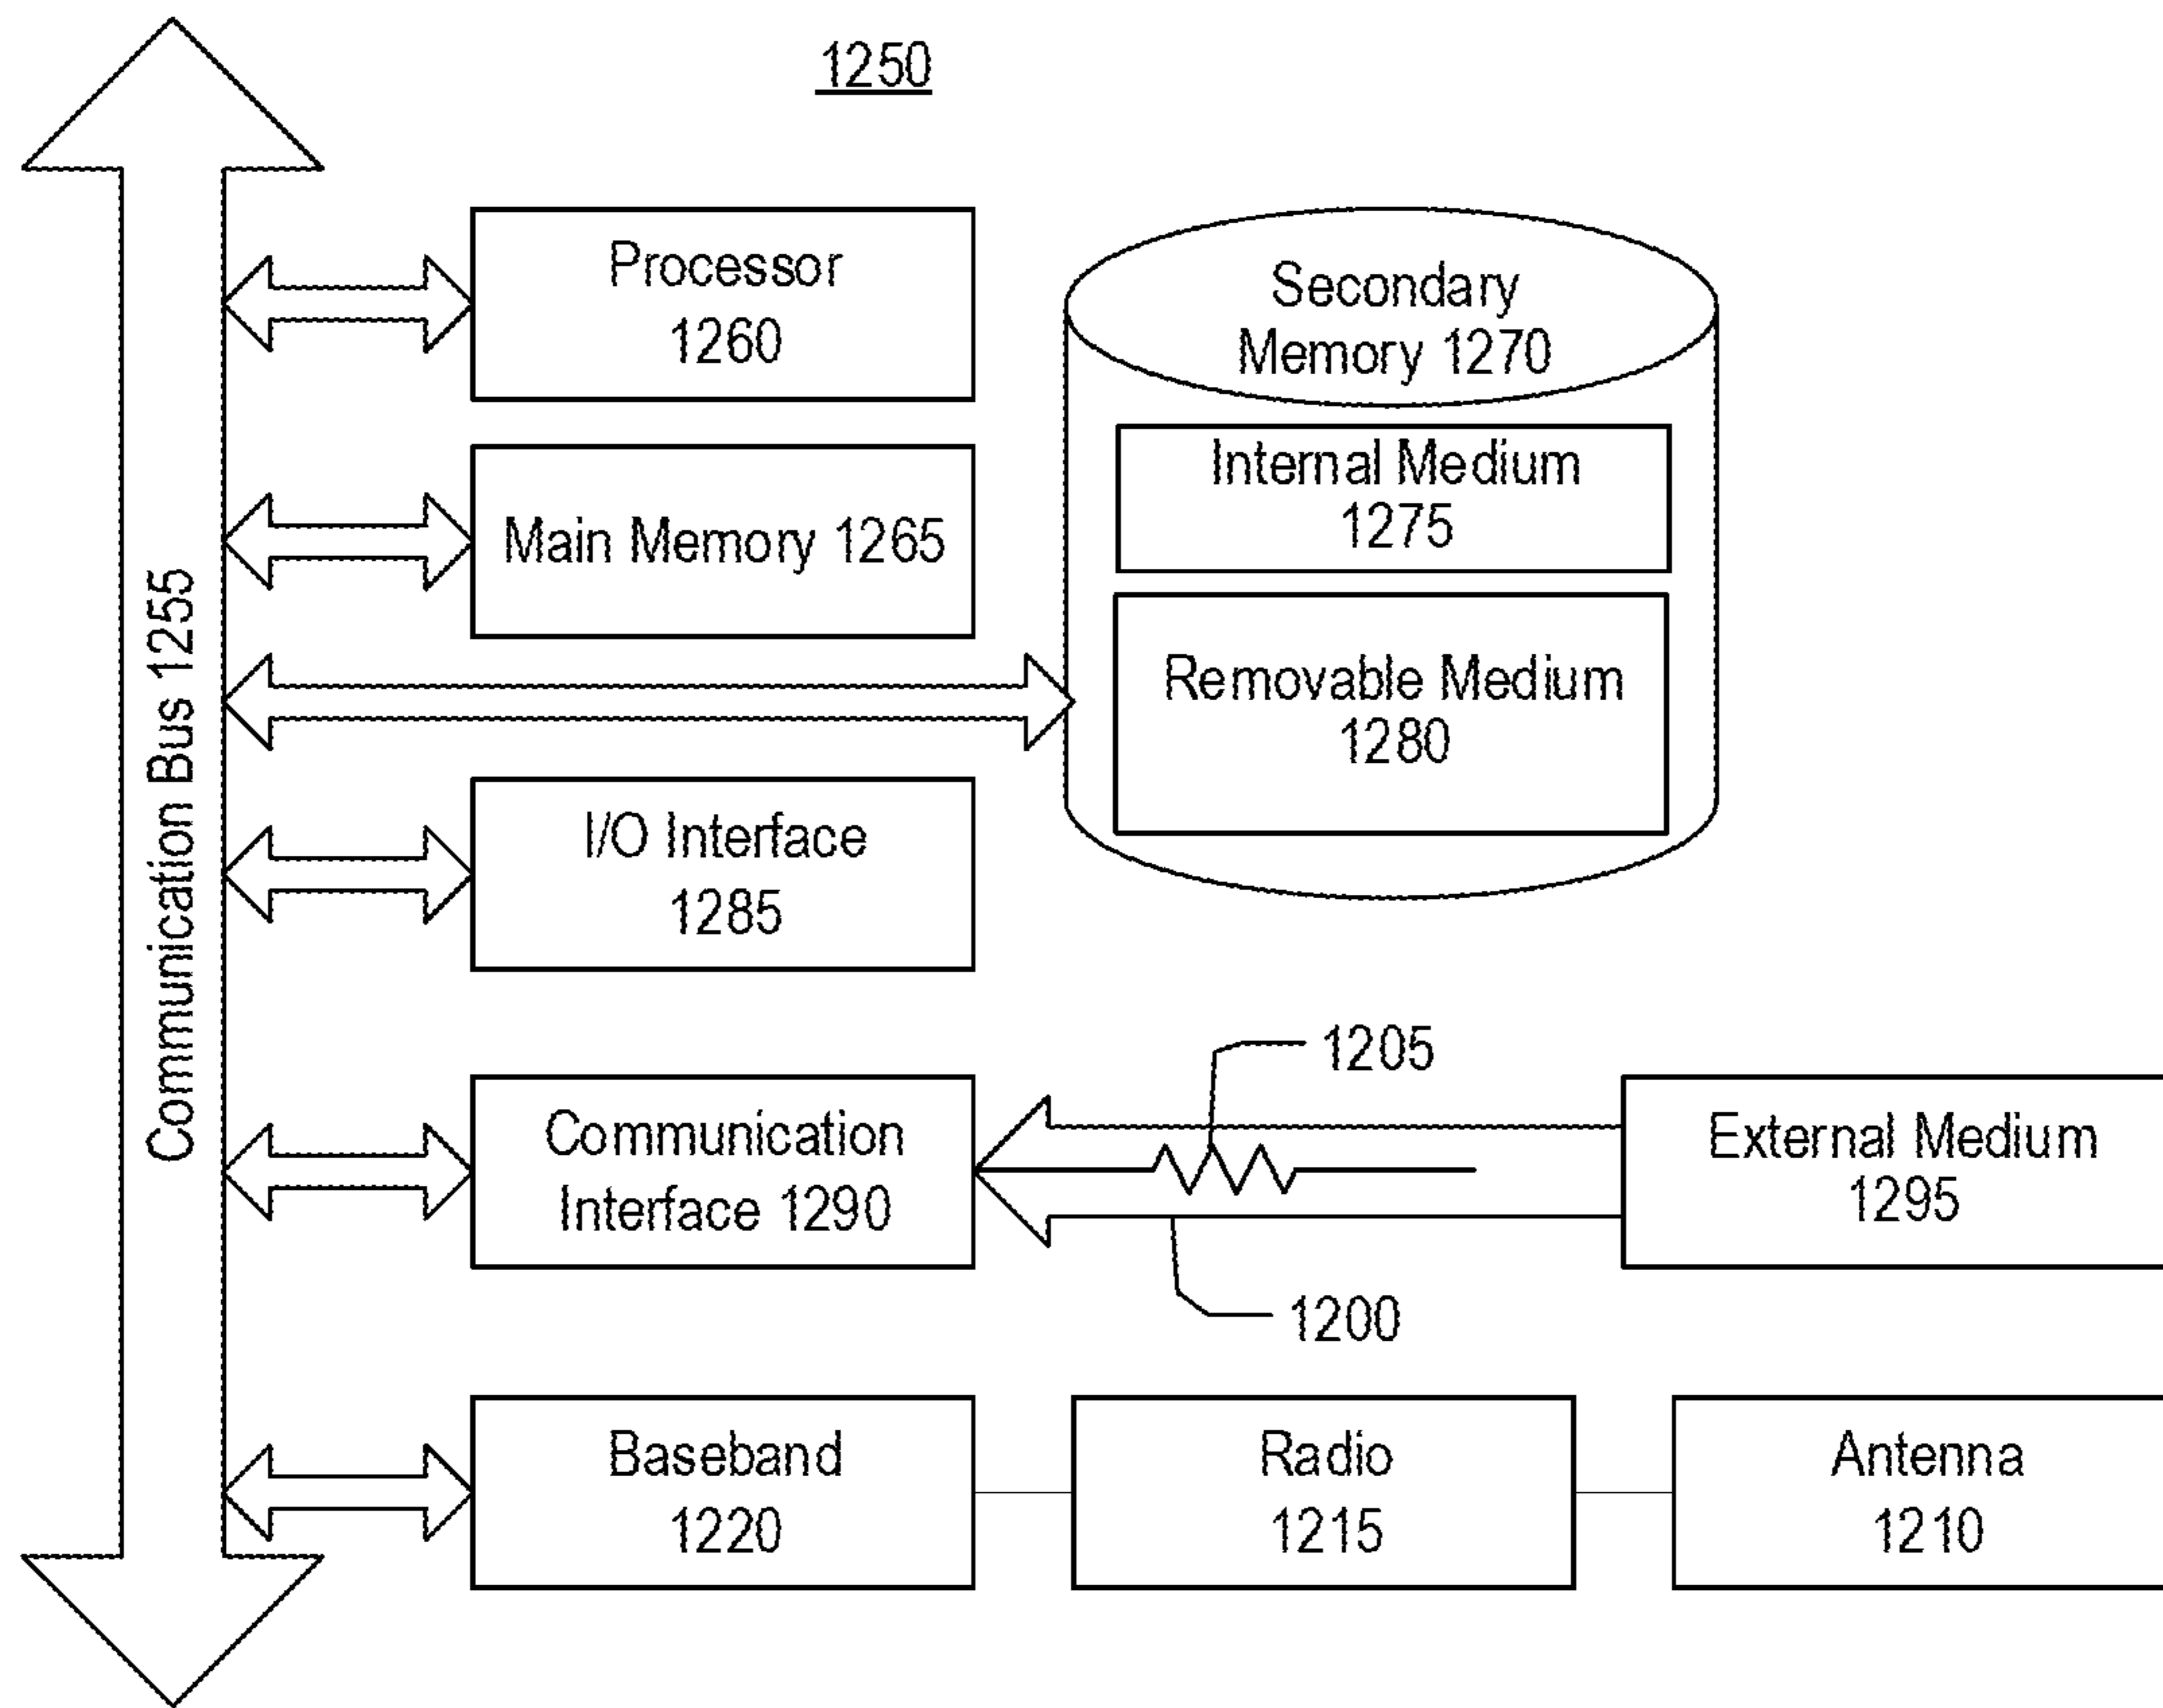 1250
Communication Bus 1255
Processor
1260
Secondary
Memory 1270
Internal Medium
1275
Main Memory 1265
Removable Medium
1280
I/O Interface
1285
1205
Communication
Interface 1290
External Medium
1295
1200
Baseband
1220
Radio
1215
Antenna
1210